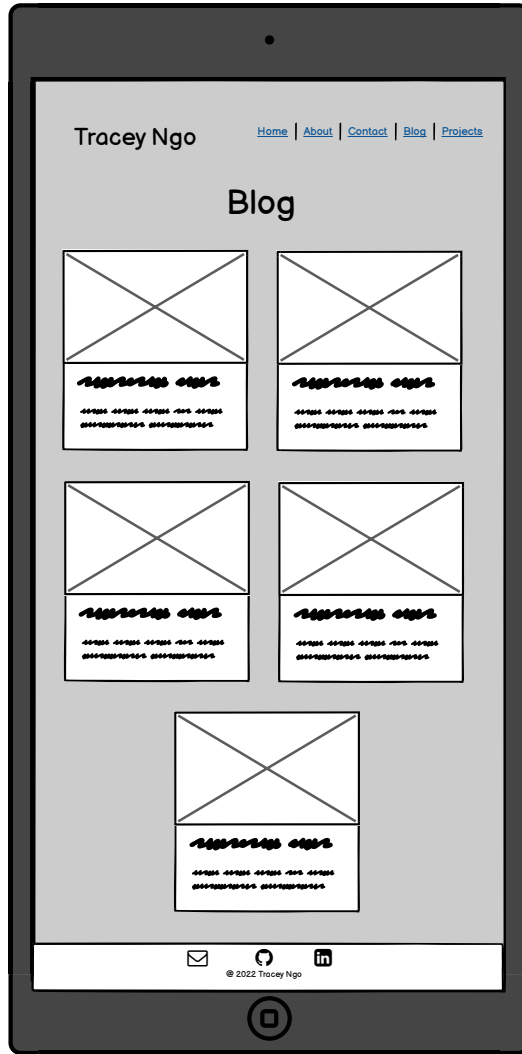 Tracey Ngo
Home | About | Contact | Blog | Projects
Blog
@ 2022 Tracey Ngo